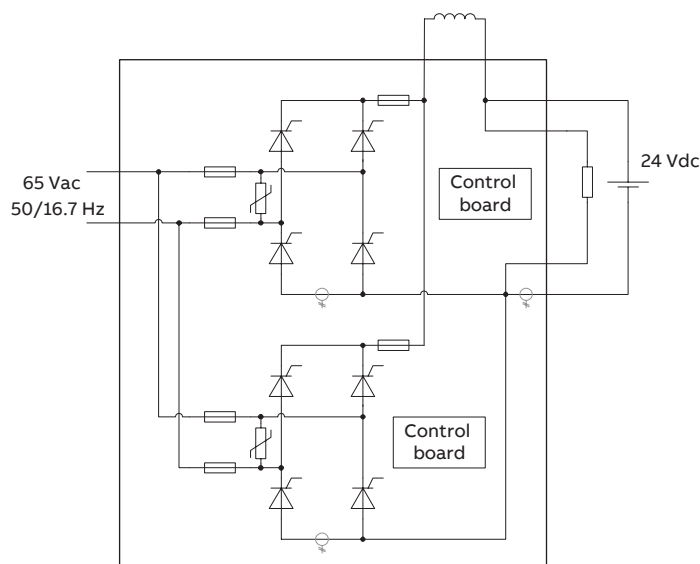 65 Vac
50/16.7 Hz
Control
board
24 Vdc
Control
board